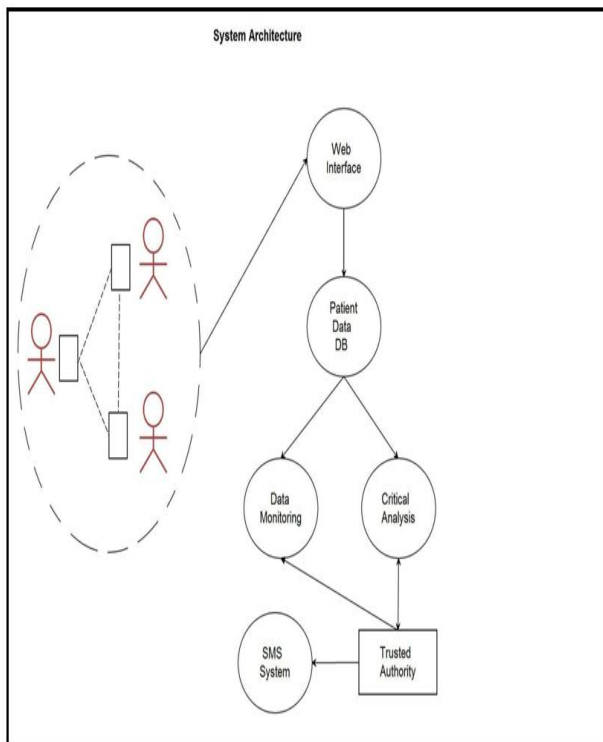 System Architecture
Web
Interface
Patient
Data
DB
Data
Monitoring
Critical
Analysis
SMS
System
Trusted
Authority